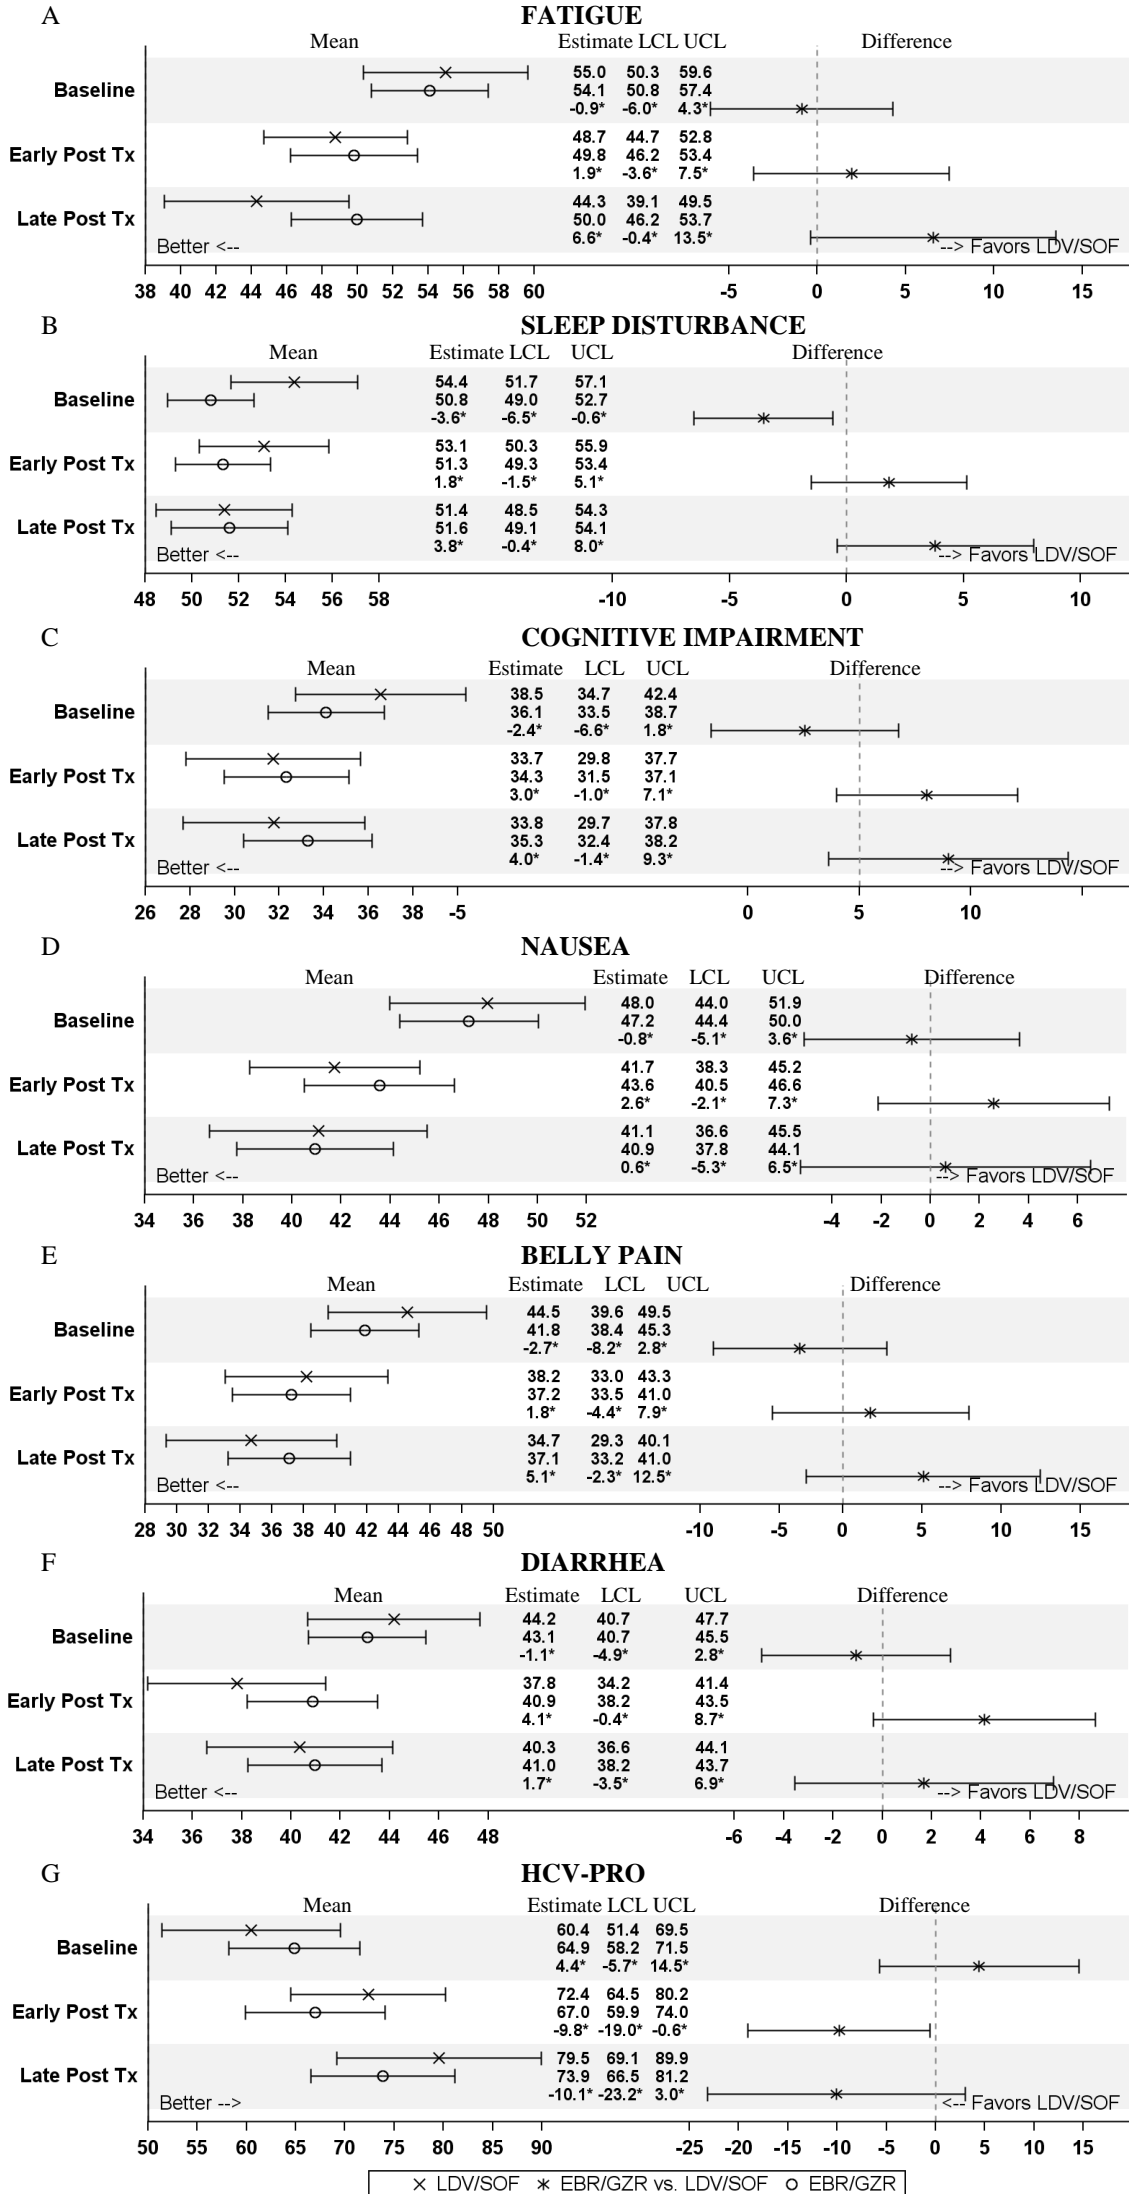 A FATIGUE
Mean Estimate LCL UCL Difference
55.0 50.3 59.6
Baseline 54.1 50.8 57.4
-0.9* -6.0* 4.3*
48.7 44.7 52.8
Early Post Tx 49.8 46.2 53.4
1.9* -3.6* 7.5*
44.3 39.1 49.5
Late Post Tx 50.0 46.2 53.7
6.6* -0.4* 13.5*
Better <-- --> Favors LDV/SOF
38 40 42 44 46 48 50 52 54 56 58 60 -5 0 5 10 15
B SLEEP DISTURBANCE
Mean Estimate LCL UCL Difference
54.4 51.7 57.1
Baseline 50.8 49.0 52.7
-3.6* -6.5* -0.6*
53.1 50.3 55.9
Early Post Tx 51.3 49.3 53.4
1.8* -1.5* 5.1*
51.4 48.5 54.3
Late Post Tx 51.6 49.1 54.1
3.8* -0.4* 8.0*
Better <-- --> Favors LDV/SOF
48 50 52 54 56 58 -10 -5 0 5 10
C COGNITIVE IMPAIRMENT
Mean Estimate LCL UCL Difference
38.5 34.7 42.4
Baseline 36.1 33.5 38.7
-2.4* -6.6* 1.8*
33.7 29.8 37.7
Early Post Tx 34.3 31.5 37.1
3.0* -1.0* 7.1*
33.8 29.7 37.8
Late Post Tx 35.3 32.4 38.2
4.0* -1.4* 9.3*
Better <-- --> Favors LDV/SOF
26 28 30 32 34 36 38 -5 0 5 10
D NAUSEA
Mean Estimate LCL UCL Difference
48.0 44.0 51.9
Baseline 47.2 44.4 50.0
-0.8* -5.1* 3.6*
41.7 38.3 45.2
Early Post Tx 43.6 40.5 46.6
2.6* -2.1* 7.3*
41.1 36.6 45.5
Late Post Tx 40.9 37.8 44.1
0.6* -5.3* 6.5*
Better <-- --> Favors LDV/SOF
34 38 40 42 44 46 48 50 52 -4 -2 0 2 4 6
E BELLY PAIN
Mean Estimate LCL UCL Difference
44.5 39.6 49.5
Baseline 41.8 38.4 45.3
-2.7* -8.2* 2.8*
38.2 33.0 43.3
Early Post Tx 37.2 33.5 41.0
1.8* -4.4* 7.9*
34.7 29.3 40.1
Late Post Tx 37.1 33.2 41.0
5.1* -2.3* 12.5*
Better <-- --> Favors LDV/SOF
28 30 32 34 36 38 40 42 44 46 48 50 -10 -5 0 5 10 15
F DIARRHEA
Mean Estimate LCL UCL Difference
44.2 40.7 47.7
Baseline 43.1 40.7 45.5
-1.1* -4.9* 2.8*
37.8 34.2 41.4
Early Post Tx 40.9 38.2 43.5
4.1* -0.4* 8.7*
40.3 36.6 44.1
Late Post Tx 41.0 38.2 43.7
1.7* -3.5* 6.9*
Better <-- --> Favors LDV/SOF
34 38 40 42 44 46 48 -6 -4 -2 0 2 4 6 8
G HCV-PRO
Mean Estimate LCL UCL Difference
60.4 51.4 69.5
Baseline 64.9 58.2 71.5
4.4* -5.7* 14.5*
72.4 64.5 80.2
Early Post Tx 67.0 59.9 74.0
-9.8* -19.0* -0.6*
79.5 69.1 89.9
Late Post Tx 73.9 66.5 81.2
-10.1* -23.2* 3.0*
Better --> <-- Favors LDV/SOF
50 55 60 65 70 75 80 85 90 -25 -20 -15 -10 -5 0 5 10 15
LDV/SOF EBR/GZR vs. LDV/SOF EBR/GZR